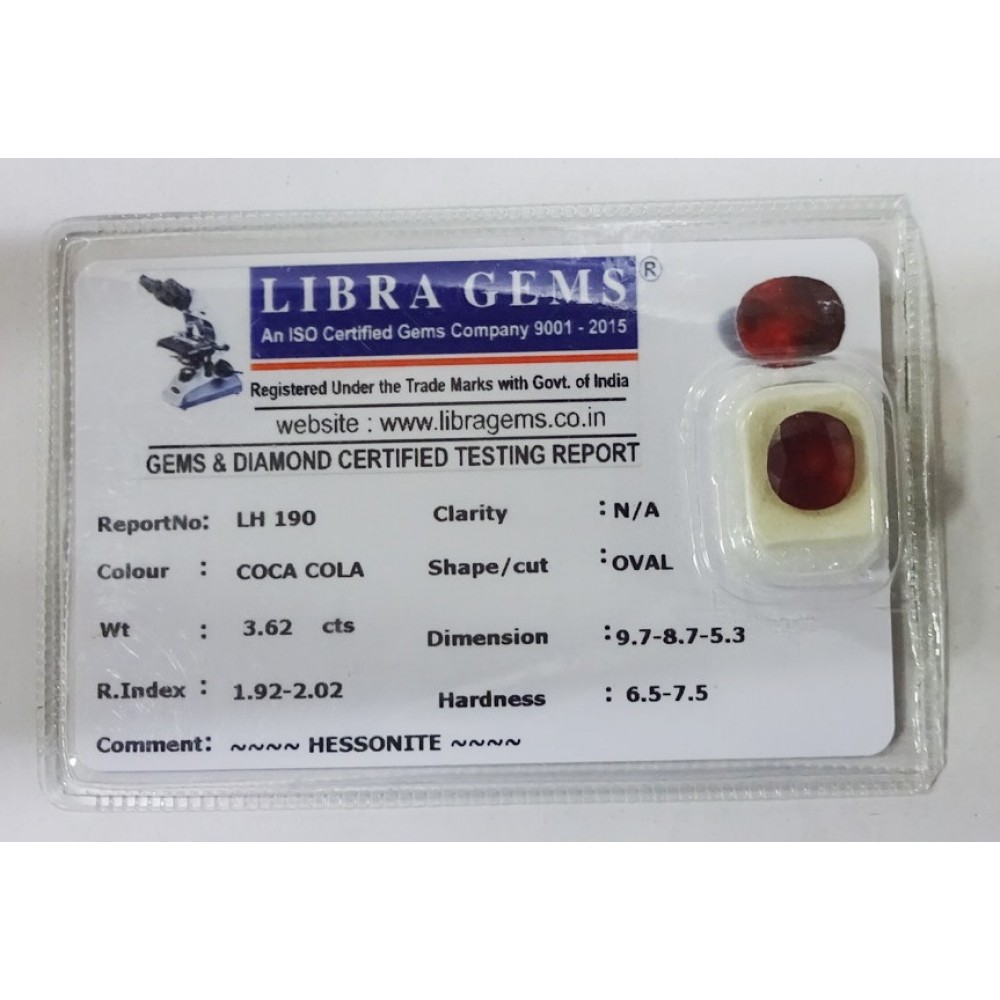 LIBRA GEMS ®
An ISO Certified Gems Company 9001 - 2015
Registered Under the Trade Marks with Govt. of India
website : www.libragems.co.in
GEMS & DIAMOND CERTIFIED TESTING REPORT
ReportNo: LH 190 Clarity : N/A
Colour : COCA COLA Shape/cut : OVAL
Wt : 3.62 cts Dimension : 9.7-8.7-5.3
R.Index : 1.92-2.02 Hardness : 6.5-7.5
Comment: ~~~~ HESSONITE ~~~~